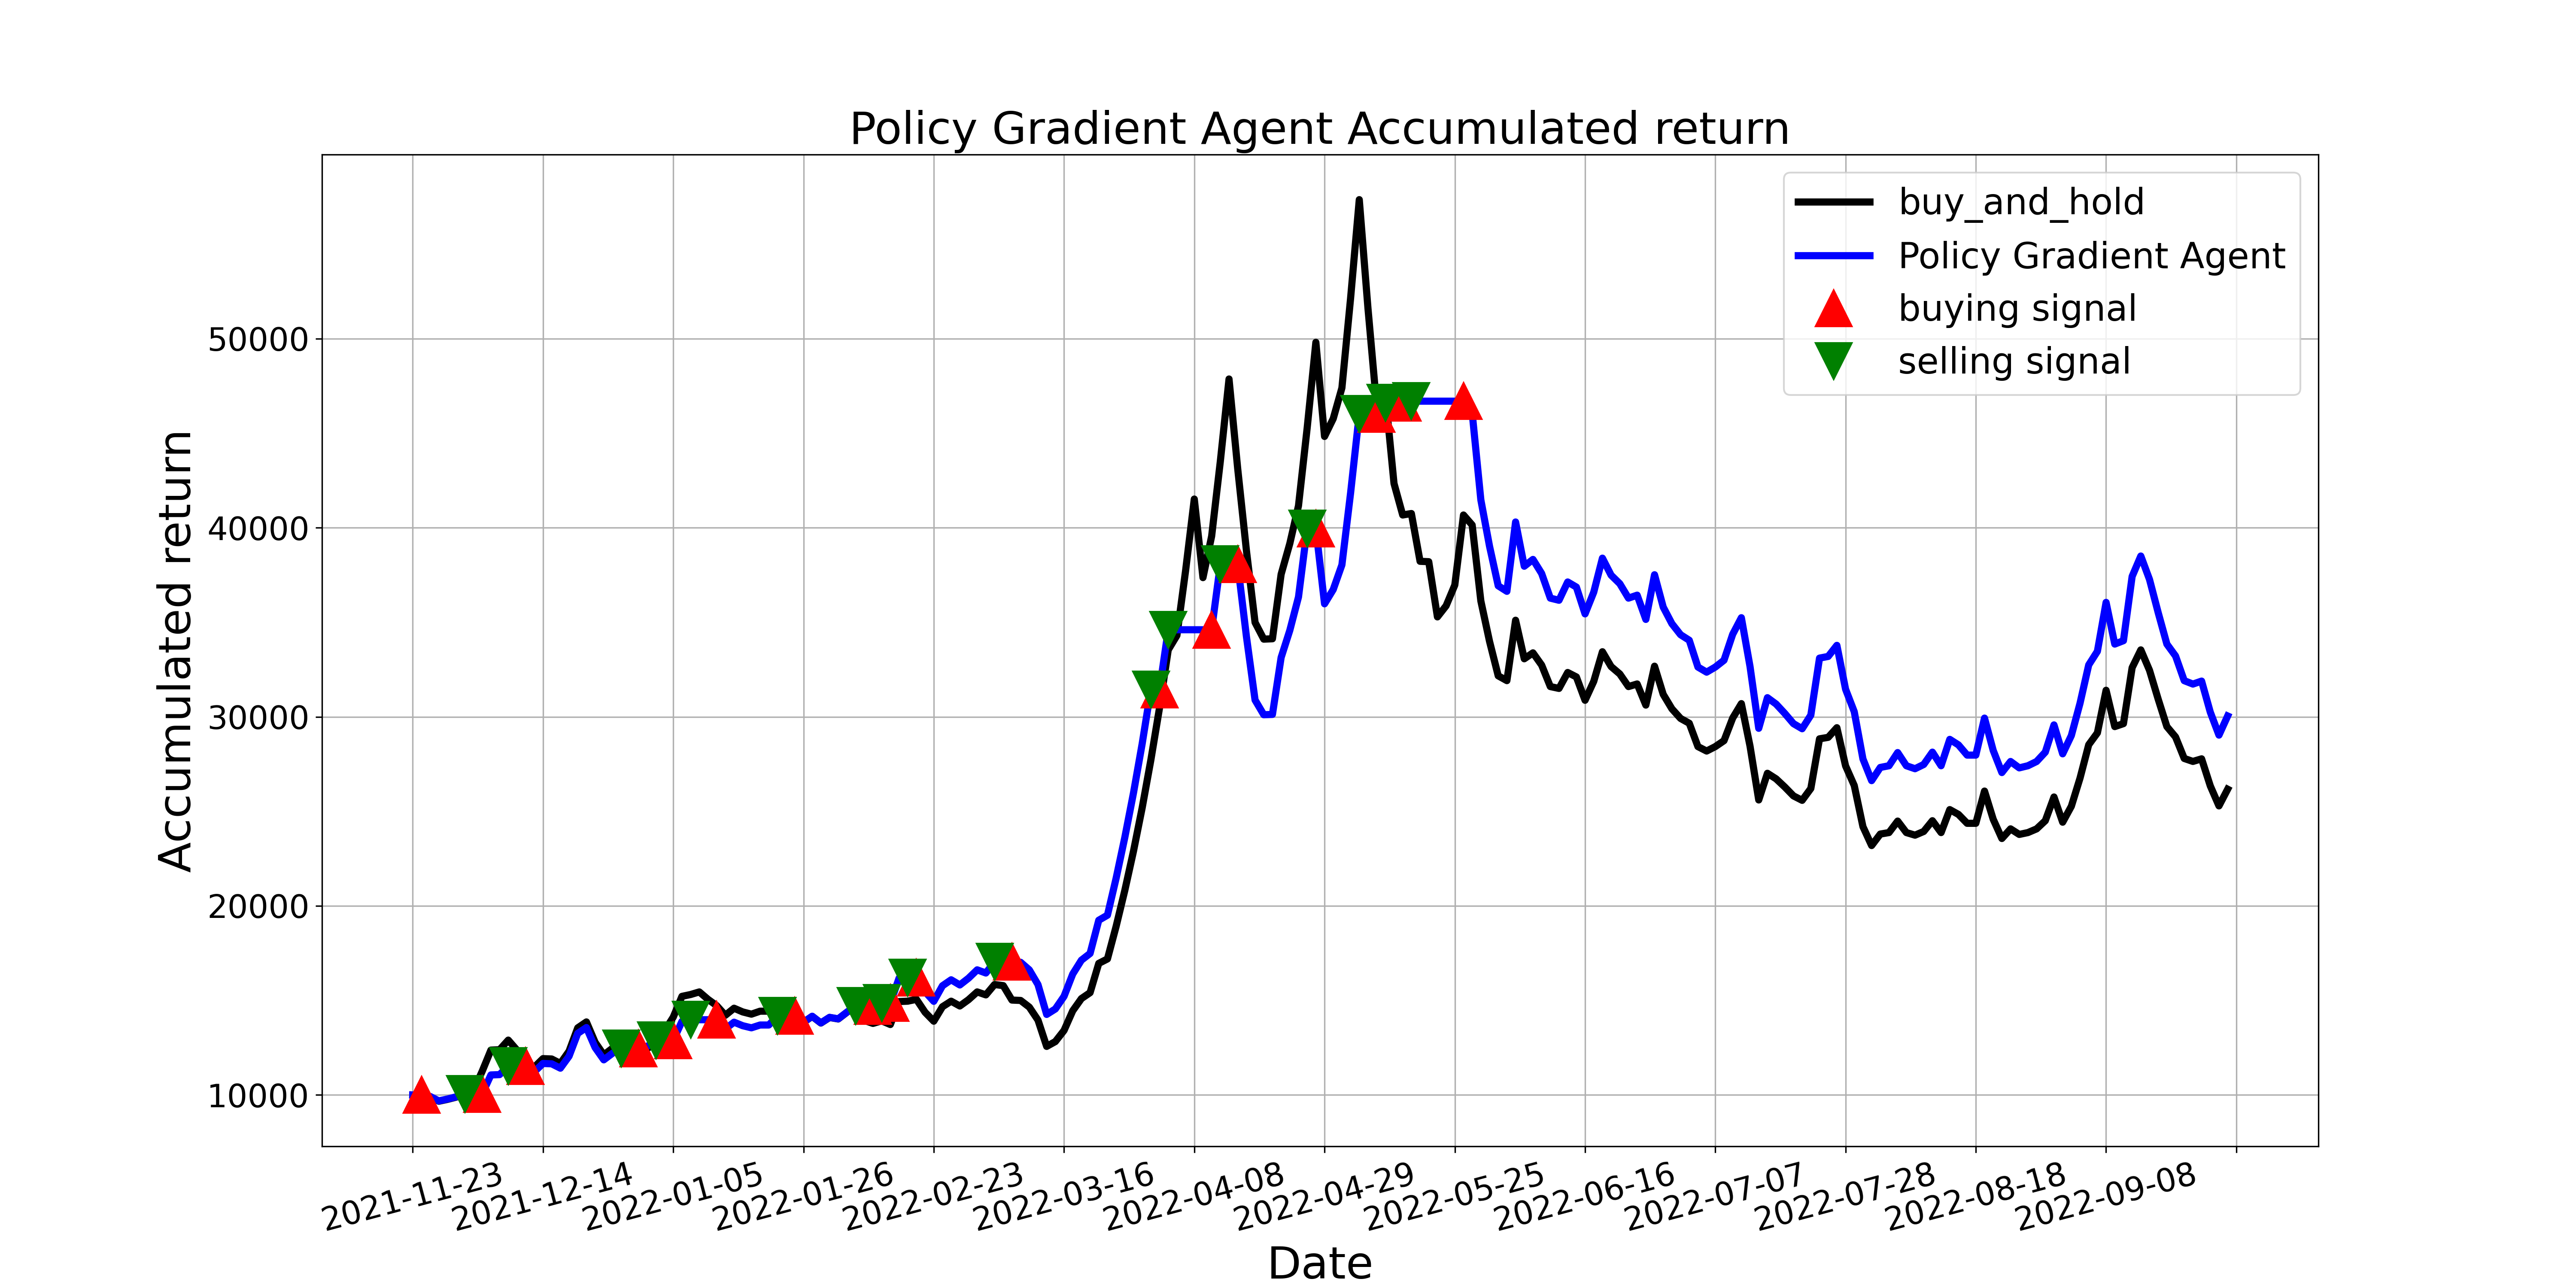 Policy Gradient Agent Accumulated return
buy_and_hold
Policy Gradient Agent
buying signal
selling signal
Accumulated return
50000
40000
30000
20000
10000
2021-11-23
2021-12-14
2022-01-05
2022-01-26
2022-02-23
2022-03-16
2022-04-08
2022-04-29
2022-05-25
2022-06-16
2022-07-07
2022-07-28
2022-08-18
2022-09-08
Date